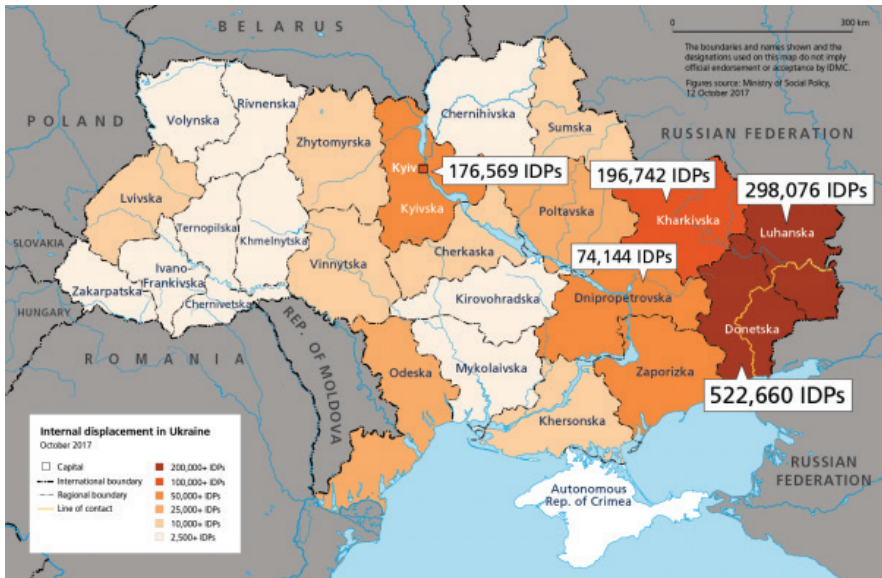 BELARUS
0 300 km
The boundaries and names shown and the
designations used on this map do not imply
official endorsement or acceptance by IDMC.
Figures source: Ministry of Social Policy,
12 October 2017
POLAND
Volynska
Rivnenska
Zhytomyrska
Chernihivska
Sumska
RUSSIAN FEDERATION
Kyiv
176,569 IDPs
196,742 IDPs
298,076 IDPs
Lvivska
Kyivska
Poltavska
Kharkivska
Luhanska
Ternopilska
Khmelnytska
SLOVAKIA
Cherkaska
74,144 IDPs
Ivano-
Frankivska
Vinnytska
Zakarpatska
Chernivetska
Kirovohradska
Dnipropetrovska
HUNGARY
Donetska
ROMANIA
REP. OF MOLDOVA
Odeska
Mykolaivska
Zaporizka
522,660 IDPs
Khersonska
Internal displacement in Ukraine
October 2017
Capital
International boundary
Regional boundary
Line of contact
200,000+ IDPs
100,000+ IDPs
50,000+ IDPs
25,000+ IDPs
10,000+ IDPs
2,500+ IDPs
Autonomous
Rep. of Crimea
RUSSIAN
FEDERATION